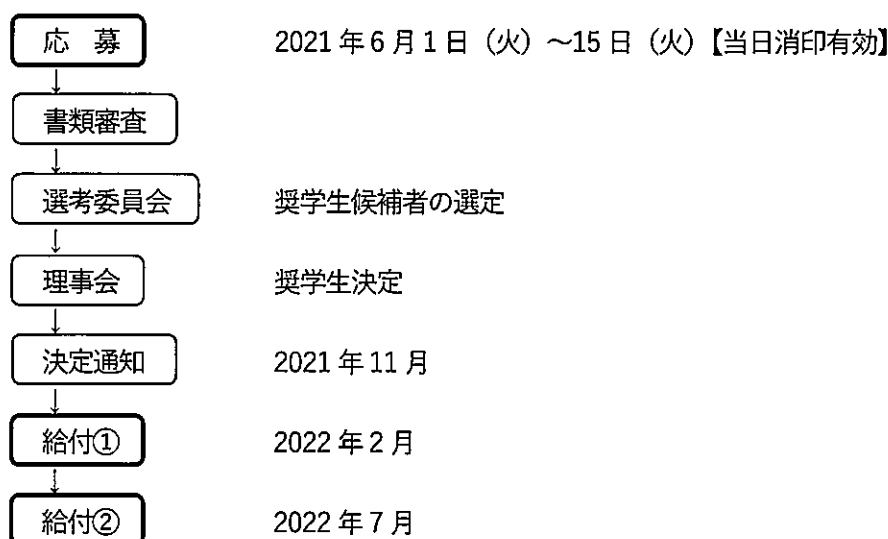 応 募 2021年6月1日（火）～15日（火）【当日消印有効】
↓
書類審査
↓
選考委員会 奨学生候補者の選定
↓
理事会 奨学生決定
↓
決定通知 2021年11月
↓
給付① 2022年2月
↓
給付② 2022年7月